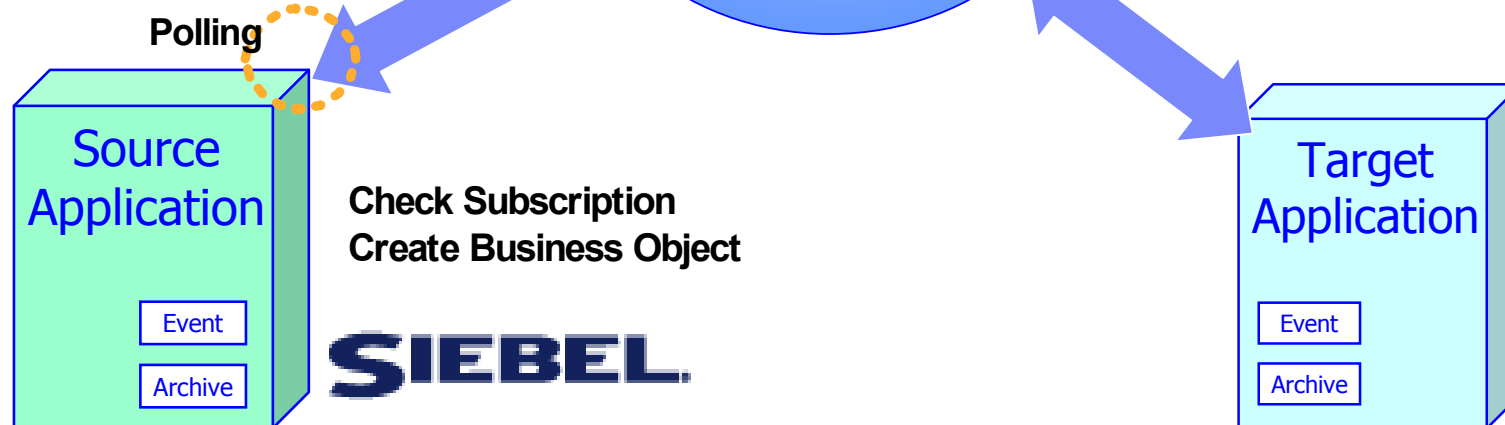 Polling
Source
Application
Check Subscription
Create Business Object
Event
Archive
SIEBEL.
Target
Application
Event
Archive